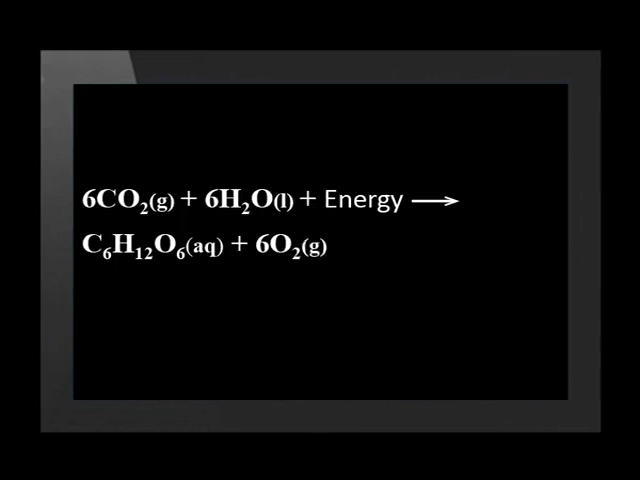 6CO₂(g) + 6H₂O(l) + Energy ⟶
C₆H₁₂O₆(aq) + 6O₂(g)